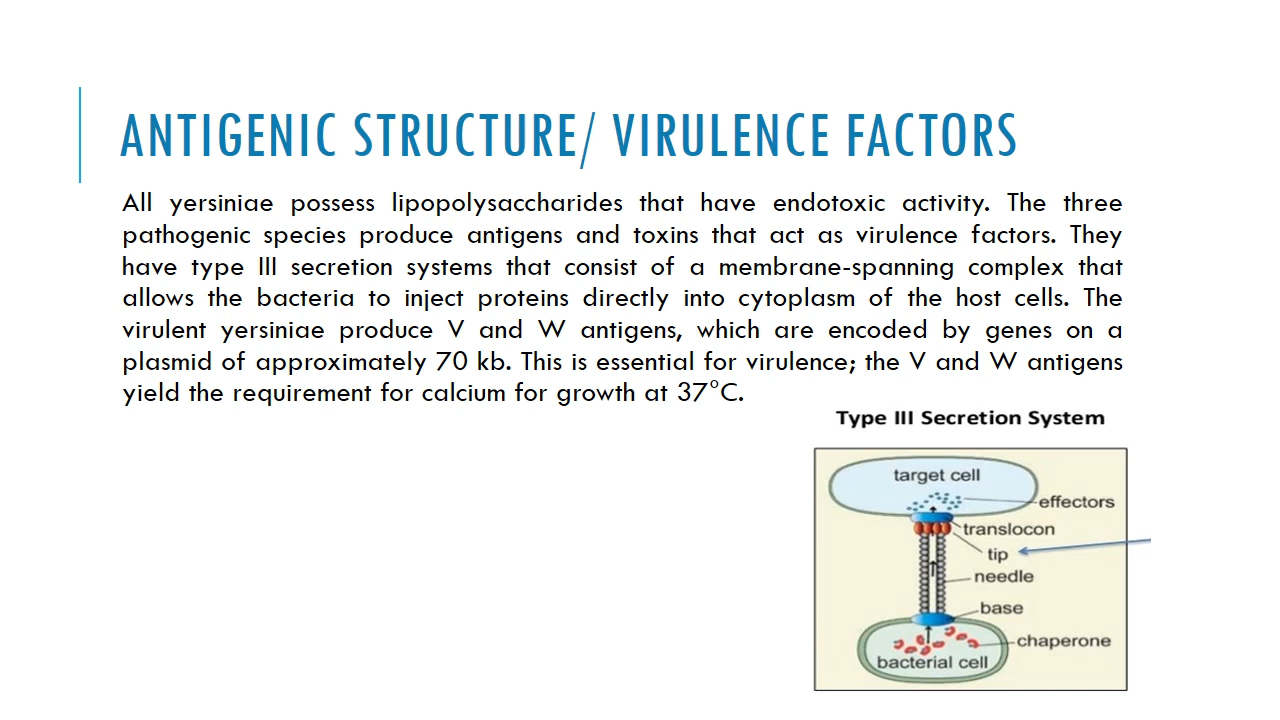 ANTIGENIC STRUCTURE/ VIRULENCE FACTORS
All yersiniae possess lipopolysaccharides that have endotoxic activity. The three
pathogenic species produce antigens and toxins that act as virulence factors. They
have type III secretion systems that consist of a membrane-spanning complex that
allows the bacteria to inject proteins directly into cytoplasm of the host cells. The
virulent yersiniae produce V and W antigens, which are encoded by genes on a
plasmid of approximately 70 kb. This is essential for virulence; the V and W antigens
yield the requirement for calcium for growth at 37°C.
Type III Secretion System
target cell
effectors
translocon
tip
needle
base
chaperone
bacterial cell